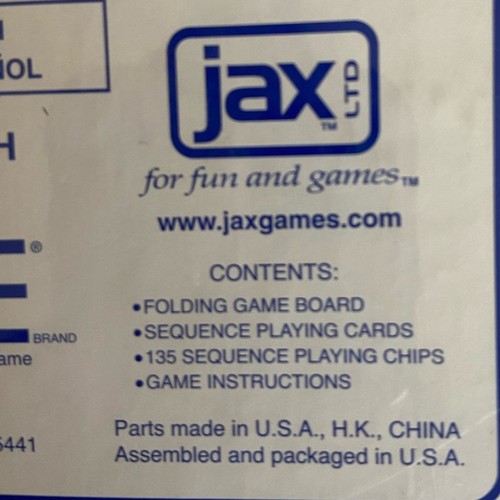 jax LTD ™
for fun and games™
www.jaxgames.com
CONTENTS:
•FOLDING GAME BOARD
•SEQUENCE PLAYING CARDS
•135 SEQUENCE PLAYING CHIPS
•GAME INSTRUCTIONS
Parts made in U.S.A., H.K., CHINA
Assembled and packaged in U.S.A.
H
®
BRAND